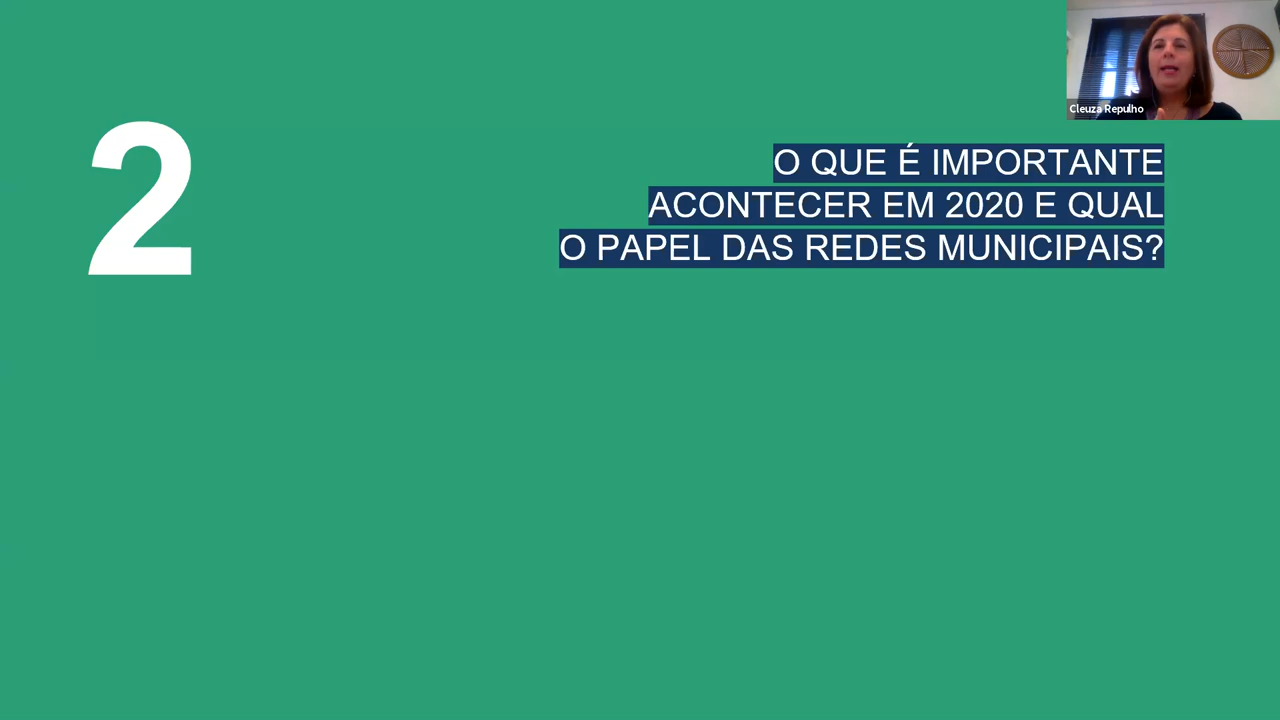 Cleuza Repulho
2
O QUE É IMPORTANTE
ACONTECER EM 2020 E QUAL
O PAPEL DAS REDES MUNICIPAIS?